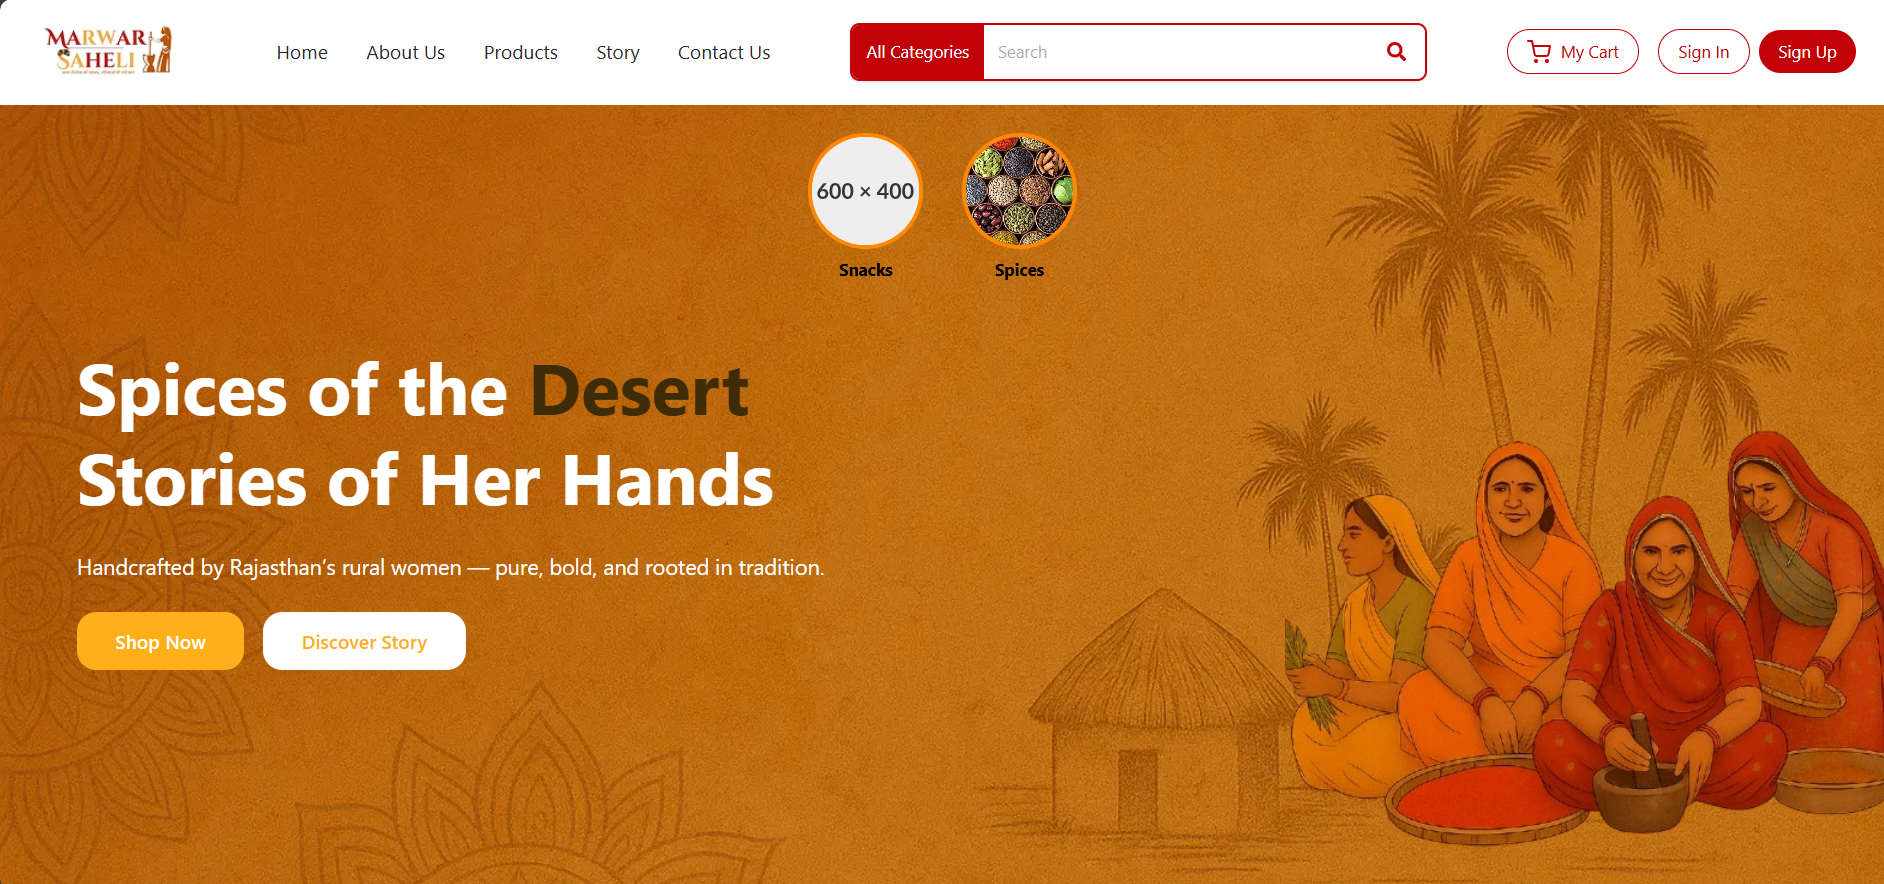 MARWAR
SAHELI
Home
About Us
Products
Story
Contact Us
All Categories
Search
My Cart
Sign In
Sign Up
600 × 400
Snacks
Spices
Spices of the Desert
Stories of Her Hands
Handcrafted by Rajasthan’s rural women — pure, bold, and rooted in tradition.
Shop Now
Discover Story